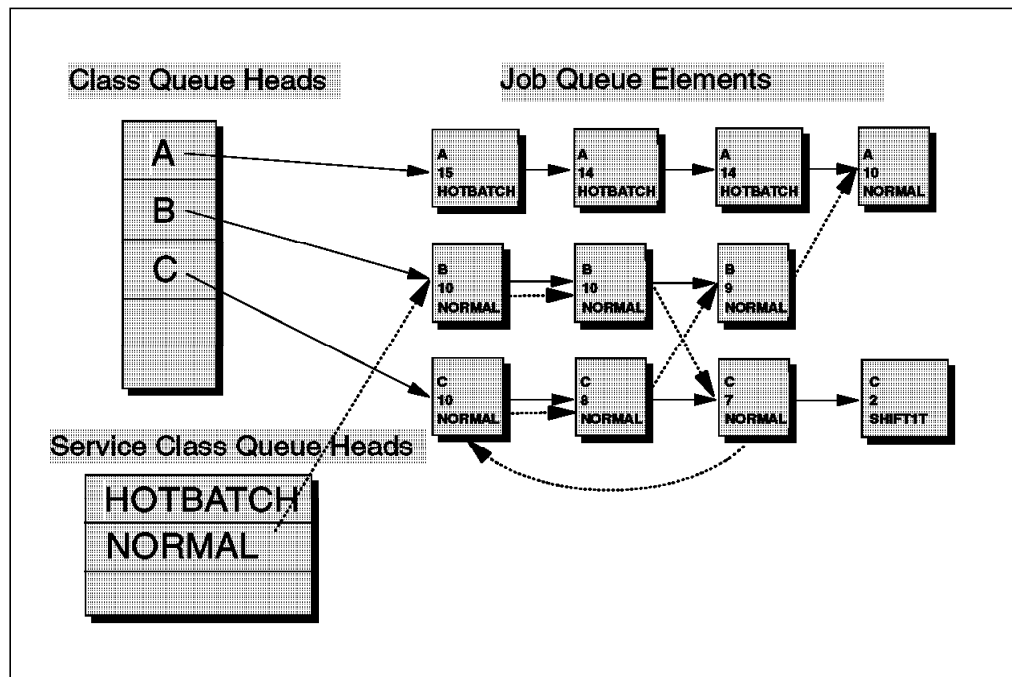 Class Queue Heads
Job Queue Elements
A
B
C
A
15
HOTBATCH
A
14
HOTBATCH
A
14
HOTBATCH
A
10
NORMAL
B
10
NORMAL
B
10
NORMAL
B
9
NORMAL
C
10
NORMAL
C
8
NORMAL
C
7
NORMAL
C
2
SHIFT1T
Service Class Queue Heads
HOTBATCH
NORMAL